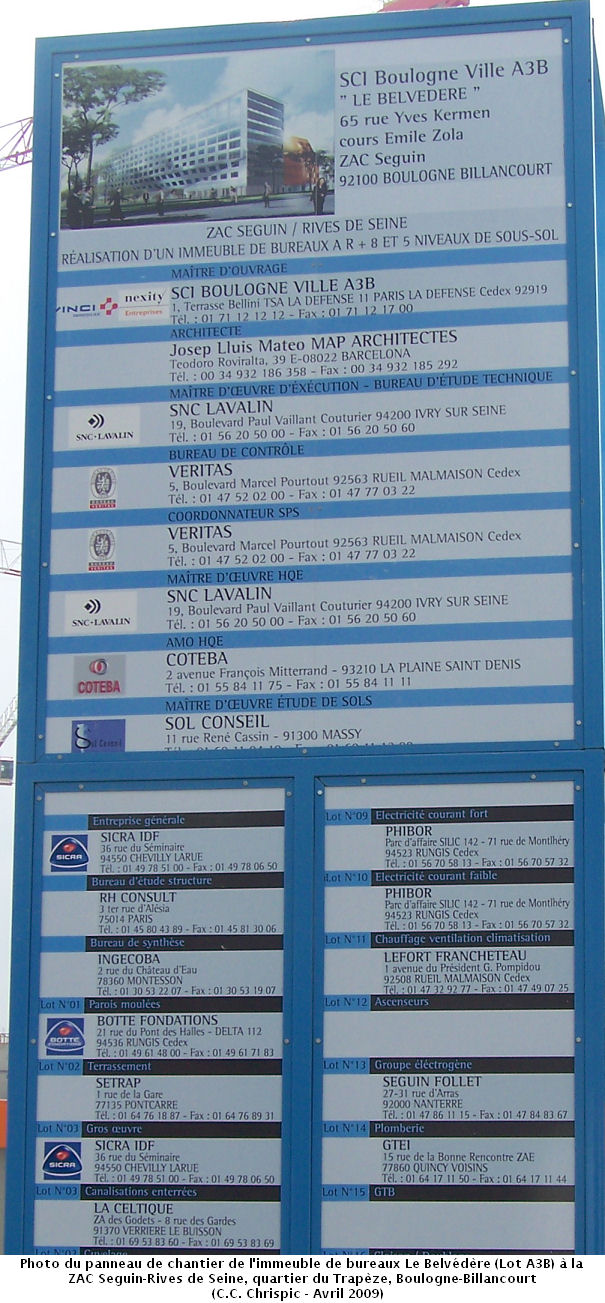 SCI Boulogne Ville A3B
" LE BELVEDERE "
65 rue Yves Kermen
cours Emile Zola
ZAC Seguin
92100 BOULOGNE BILLANCOURT
ZAC SEGUIN / RIVES DE SEINE
RÉALISATION D'UN IMMEUBLE DE BUREAUX A R + 8 ET 5 NIVEAUX DE SOUS-SOL
MAÎTRE D'OUVRAGE
VINCI
IMMOBILIER
nexity
Entreprises
SCI BOULOGNE VILLE A3B
1, Terrasse Bellini TSA LA DEFENSE 11 PARIS LA DEFENSE Cedex 92919
Tél. : 01 71 12 12 12 - Fax : 01 71 12 17 00
ARCHITECTE
Josep Lluis Mateo MAP ARCHITECTES
Teodoro Roviralta, 39 E-08022 BARCELONA
Tél. : 00 34 932 186 358 - Fax : 00 34 932 185 292
MAÎTRE D'ŒUVRE D'ÉXÉCUTION - BUREAU D'ÉTUDE TECHNIQUE
SNC LAVALIN
19, Boulevard Paul Vaillant Couturier 94200 IVRY SUR SEINE
Tél. : 01 56 20 50 00 - Fax : 01 56 20 50 60
SNC•LAVALIN
BUREAU DE CONTRÔLE
VERITAS
5, Boulevard Marcel Pourtout 92563 RUEIL MALMAISON Cedex
Tél. : 01 47 52 02 00 - Fax : 01 47 77 03 22
BUREAU
VERITAS
COORDONNATEUR SPS
VERITAS
5, Boulevard Marcel Pourtout 92563 RUEIL MALMAISON Cedex
Tél. : 01 47 52 02 00 - Fax : 01 47 77 03 22
BUREAU
VERITAS
MAÎTRE D'ŒUVRE HQE
SNC LAVALIN
19, Boulevard Paul Vaillant Couturier 94200 IVRY SUR SEINE
Tél. : 01 56 20 50 00 - Fax : 01 56 20 50 60
SNC•LAVALIN
AMO HQE
COTEBA
2 avenue François Mitterrand - 93210 LA PLAINE SAINT DENIS
Tél. : 01 55 84 11 75 - Fax : 01 55 84 11 11
COTEBA
MAÎTRE D'ŒUVRE ÉTUDE DE SOLS
SOL CONSEIL
11 rue René Cassin - 91300 MASSY
Sol Conseil
Entreprise générale
SICRA IDF
36 rue du Séminaire
94550 CHEVILLY LARUE
Tél. : 01 49 78 51 00 - Fax : 01 49 78 06 50
SICRA
Bureau d'étude structure
RH CONSULT
3 ter rue d'Alésia
75014 PARIS
Tél. : 01 45 80 43 89 - Fax : 01 45 81 30 06
Bureau de synthèse
INGECOBA
2 rue du Château d'Eau
78360 MONTESSON
Tél. : 01 30 53 22 07 - Fax : 01 30 53 19 07
Lot N°01 Parois moulées
BOTTE FONDATIONS
21 rue du Pont des Halles - DELTA 112
94536 RUNGIS Cedex
Tél. : 01 49 61 48 00 - Fax : 01 49 61 71 83
BOTTE
FONDATIONS
Lot N°02 Terrassement
SETRAP
1 rue de la Gare
77135 PONTCARRE
Tél. : 01 64 76 18 87 - Fax : 01 64 76 89 31
Lot N°03 Gros œuvre
SICRA IDF
36 rue du Séminaire
94550 CHEVILLY LARUE
Tél. : 01 49 78 51 00 - Fax : 01 49 78 06 50
SICRA
Lot N°03 Canalisations enterrées
LA CELTIQUE
ZA des Godets - 8 rue des Gardes
91370 VERRIERE LE BUISSON
Tél. : 01 69 53 83 60 - Fax : 01 69 53 83 69
Cuvelage
Lot N°09 Electricité courant fort
PHIBOR
Parc d'affaire SILIC 142 - 71 rue de Montlhéry
94523 RUNGIS Cedex
Tél. : 01 56 70 58 13 - Fax : 01 56 70 57 32
Lot N°10 Electricité courant faible
PHIBOR
Parc d'affaire SILIC 142 - 71 rue de Montlhéry
94523 RUNGIS Cedex
Tél. : 01 56 70 58 13 - Fax : 01 56 70 57 32
Lot N°11 Chauffage ventilation climatisation
LEFORT FRANCHETEAU
1 avenue du Président G. Pompidou
92508 RUEIL MALMAISON Cedex
Tél. : 01 47 32 92 77 - Fax : 01 47 49 07 25
Lot N°12 Ascenseurs
Lot N°13 Groupe éléctrogène
SEGUIN FOLLET
27-31 rue d'Arras
92000 NANTERRE
Tél. : 01 47 86 11 15 - Fax : 01 47 84 83 67
Lot N°14 Plomberie
GTEI
15 rue de la Bonne Rencontre ZAE
77860 QUINCY VOISINS
Tél. : 01 64 17 11 50 - Fax : 01 64 17 11 44
Lot N°15 GTB
Photo du panneau de chantier de l'immeuble de bureaux Le Belvédère (Lot A3B) à la
ZAC Seguin-Rives de Seine, quartier du Trapèze, Boulogne-Billancourt
(C.C. Chrispic - Avril 2009)